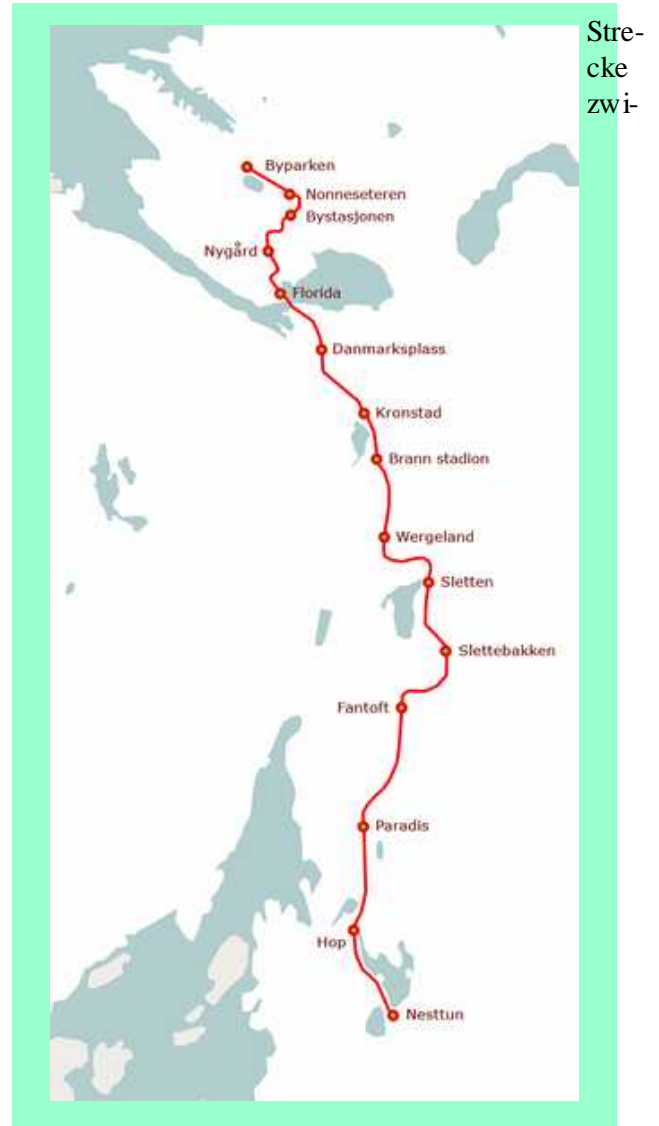 Stre-
cke
zwi-
Byparken
Nonneseteren
Bystasjonen
Nygård
Florida
Danmarksplass
Kronstad
Brann stadion
Wergeland
Sletten
Slettebakken
Fantoft
Paradis
Hop
Nesttun